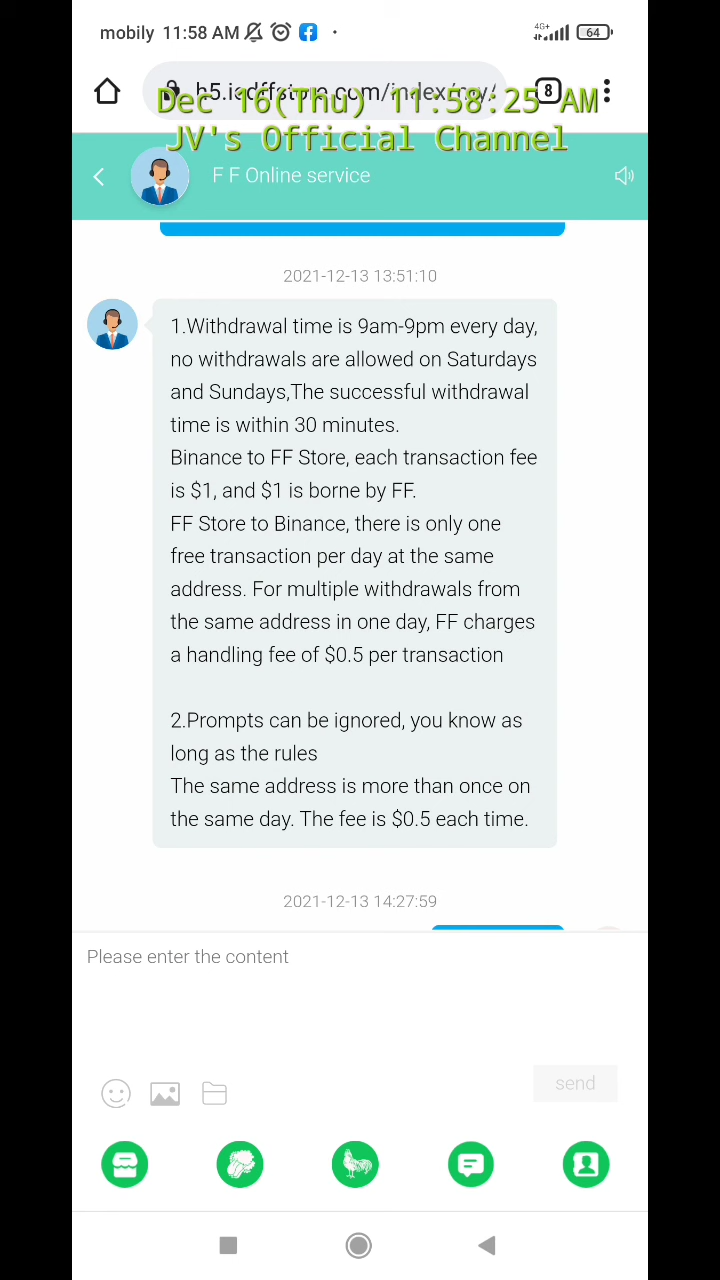 mobily 11:58 AM
4G+
64
com/index/
8
Dec 16(Thu) 11:58:25 AM
JV's Official Channel
F F Online service
2021-12-13 13:51:10
1.Withdrawal time is 9am-9pm every day,
no withdrawals are allowed on Saturdays
and Sundays,The successful withdrawal
time is within 30 minutes.
Binance to FF Store, each transaction fee
is $1, and $1 is borne by FF.
FF Store to Binance, there is only one
free transaction per day at the same
address. For multiple withdrawals from
the same address in one day, FF charges
a handling fee of $0.5 per transaction
2.Prompts can be ignored, you know as
long as the rules
The same address is more than once on
the same day. The fee is $0.5 each time.
2021-12-13 14:27:59
Please enter the content
send